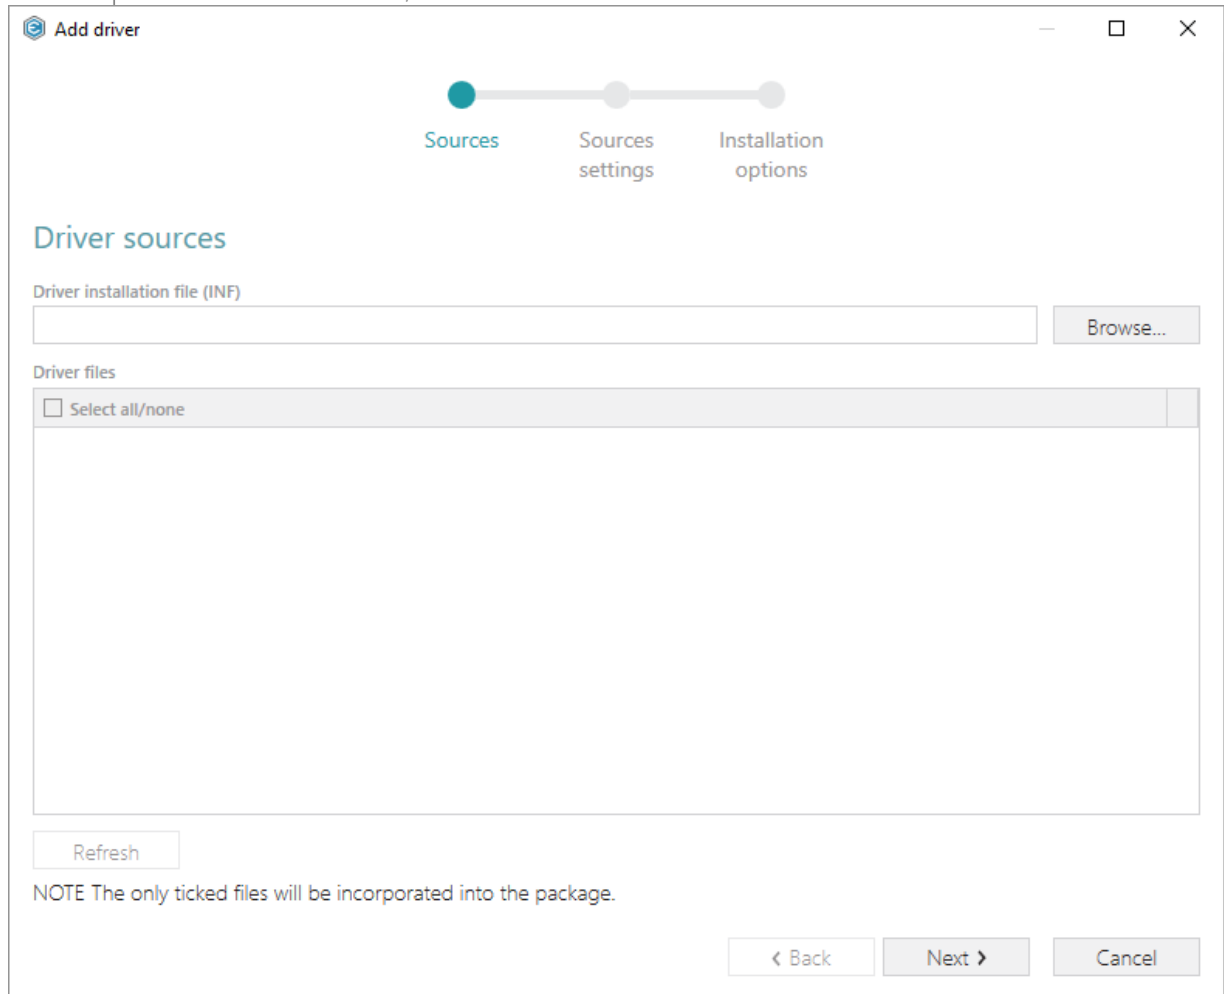 Add driver
Sources
Sources
settings
Installation
options
Driver sources
Driver installation file (INF)
Browse...
Driver files
Select all/none
Refresh
NOTE The only ticked files will be incorporated into the package.
Back
Next
Cancel